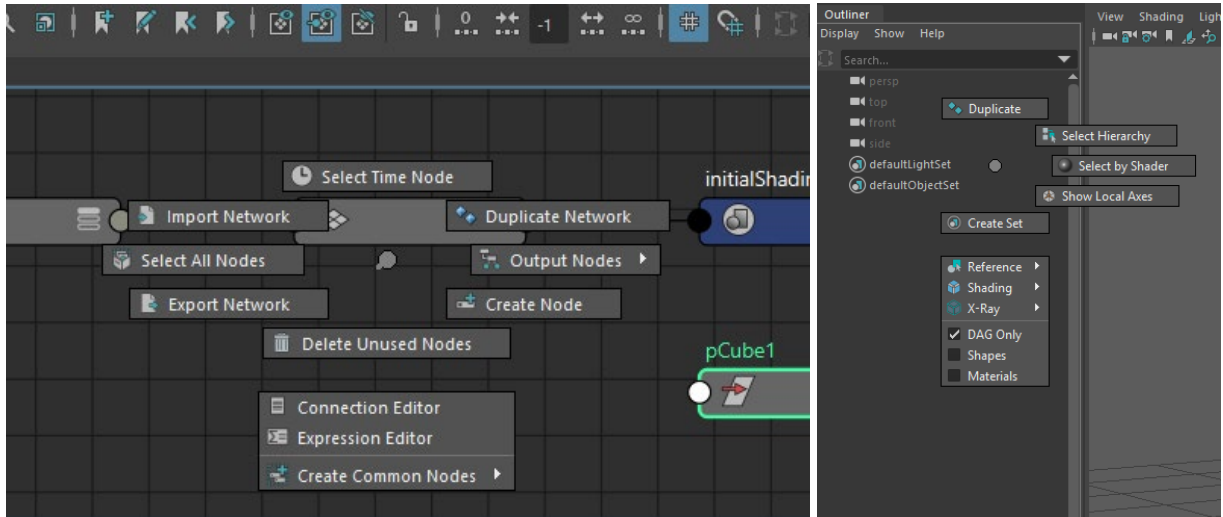 0
-1
∞
Select Time Node
initialShadin
Import Network
Duplicate Network
Select All Nodes
Output Nodes
Export Network
Create Node
Delete Unused Nodes
pCube1
Connection Editor
Expression Editor
Create Common Nodes
Outliner
Display Show Help
Search...
persp
top
front
side
defaultLightSet
defaultObjectSet
Duplicate
Select Hierarchy
Select by Shader
Show Local Axes
Create Set
Reference
Shading
X-Ray
DAG Only
Shapes
Materials
View Shading Ligh